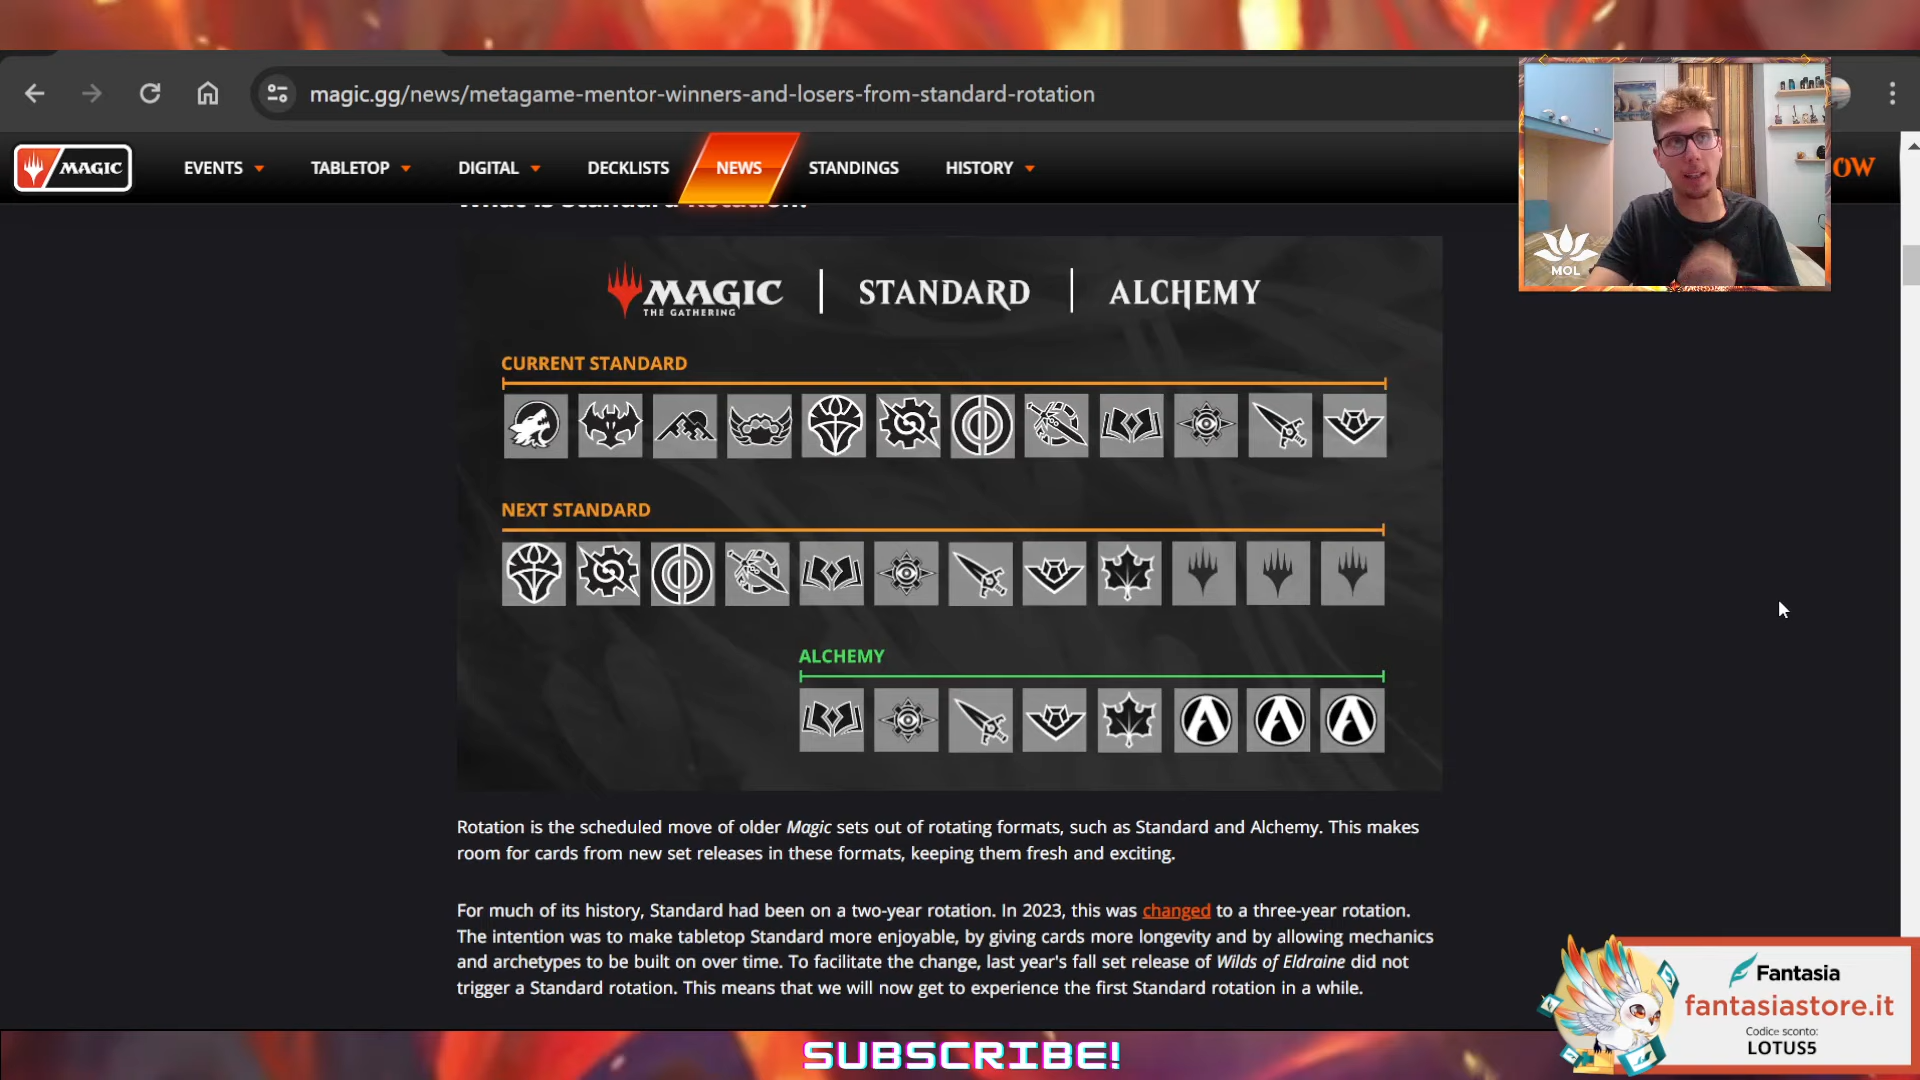 magic.gg/news/metagame-mentor-winners-and-losers-from-standard-rotation
MAGIC
EVENTS
TABLETOP
DIGITAL
DECKLISTS
NEWS
STANDINGS
HISTORY
OW
What is Standard Rotation?
MAGIC
THE GATHERING
STANDARD
ALCHEMY
CURRENT STANDARD
NEXT STANDARD
ALCHEMY
Rotation is the scheduled move of older Magic sets out of rotating formats, such as Standard and Alchemy. This makes
room for cards from new set releases in these formats, keeping them fresh and exciting.
For much of its history, Standard had been on a two-year rotation. In 2023, this was changed to a three-year rotation.
The intention was to make tabletop Standard more enjoyable, by giving cards more longevity and by allowing mechanics
and archetypes to be built on over time. To facilitate the change, last year's fall set release of Wilds of Eldraine did not
trigger a Standard rotation. This means that we will now get to experience the first Standard rotation in a while.
MOL
Fantasia
fantasiastore.it
Codice sconto:
LOTUS5
SUBSCRIBE!